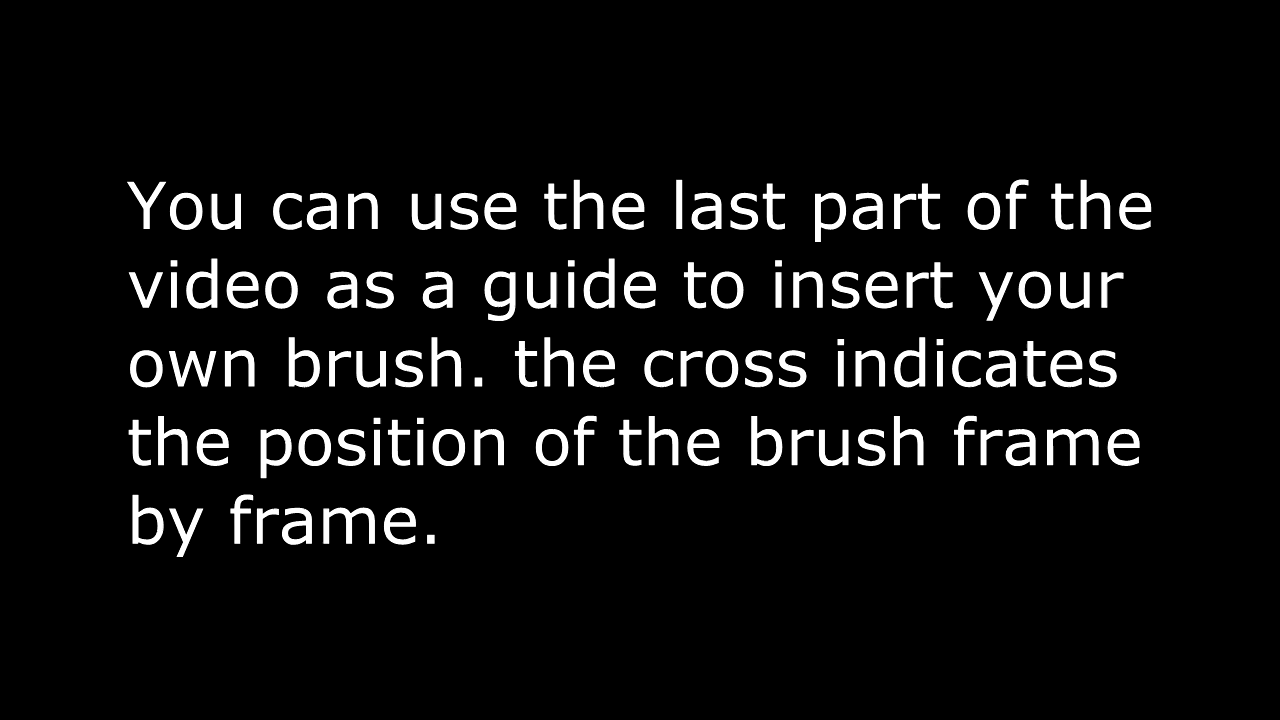 You can use the last part of the
video as a guide to insert your
own brush. the cross indicates
the position of the brush frame
by frame.